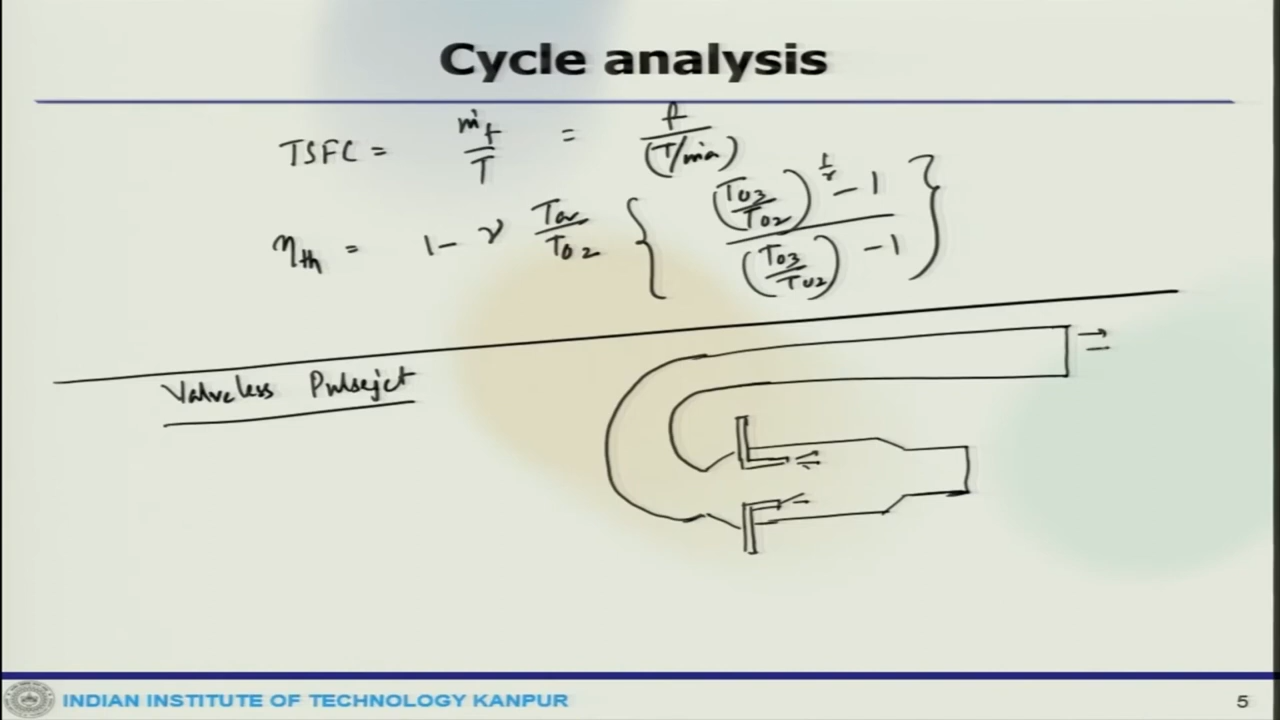 Cycle analysis
TSFC = ṁf / T = f / (T/ṁa)
ηth = 1 - γ Ta/T02 { ((T03/T02)^(1/γ) - 1) / ((T03/T02) - 1) }
Valveless Pulsejet
INDIAN INSTITUTE OF TECHNOLOGY KANPUR
5